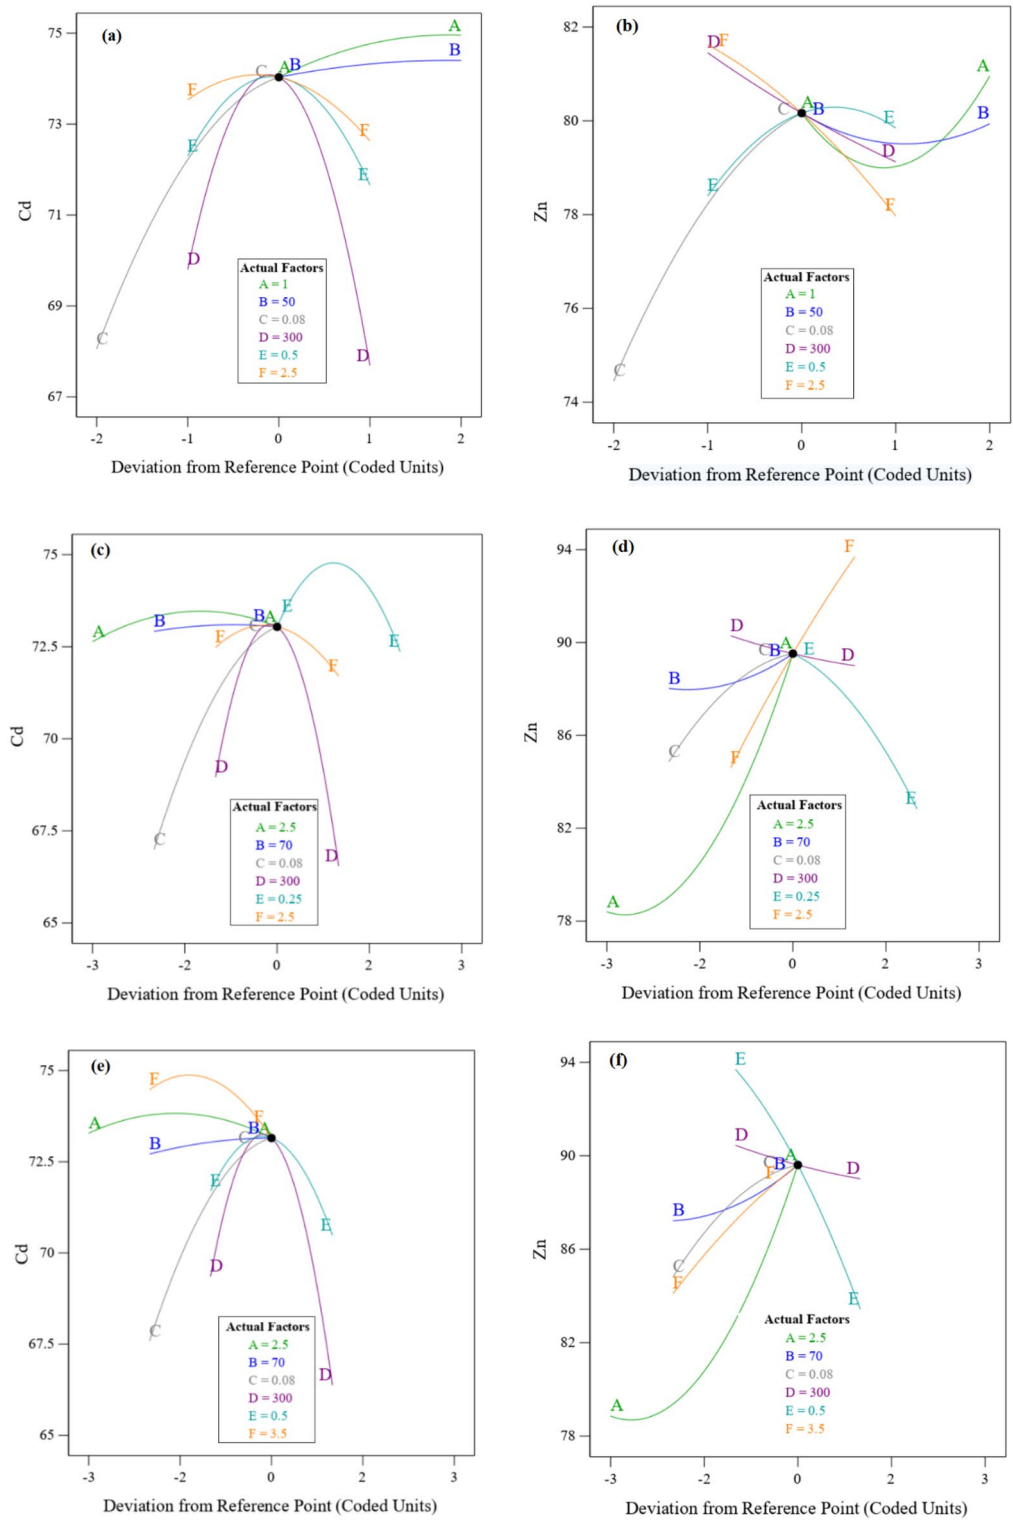 (a)
75
73
71
69
67
Cd
A
B
A
B
C
F
F
E
E
D
D
C
Actual Factors
A = 1
B = 50
C = 0.08
D = 300
E = 0.5
F = 2.5
-2 -1 0 1 2
Deviation from Reference Point (Coded Units)
(b)
82
80
78
76
74
Zn
D F
A
C A B
E
B
D
E
F
C
Actual Factors
A = 1
B = 50
C = 0.08
D = 300
E = 0.5
F = 2.5
-2 -1 0 1 2
Deviation from Reference Point (Coded Units)
(c)
75
72.5
70
67.5
65
Cd
E
A B B A
C
F
E
F
D
C
D
Actual Factors
A = 2.5
B = 70
C = 0.08
D = 300
E = 0.25
F = 2.5
-3 -2 0 2 3
Deviation from Reference Point (Coded Units)
(d)
94
90
86
82
78
Zn
F
D
A
C B E
D
B
C
F
E
A
Actual Factors
A = 2.5
B = 70
C = 0.08
D = 300
E = 0.25
F = 2.5
-3 -2 0 2 3
Deviation from Reference Point (Coded Units)
(e)
75
72.5
70
67.5
65
Cd
F
F
A
B A
C
B
E
E
D
C
D
Actual Factors
A = 2.5
B = 70
C = 0.08
D = 300
E = 0.5
F = 3.5
-3 -2 0 2 3
Deviation from Reference Point (Coded Units)
(f)
94
90
86
82
78
Zn
E
D
A
C B
F
D
B
C
F
E
A
Actual Factors
A = 2.5
B = 70
C = 0.08
D = 300
E = 0.5
F = 3.5
-3 -2 0 2 3
Deviation from Reference Point (Coded Units)